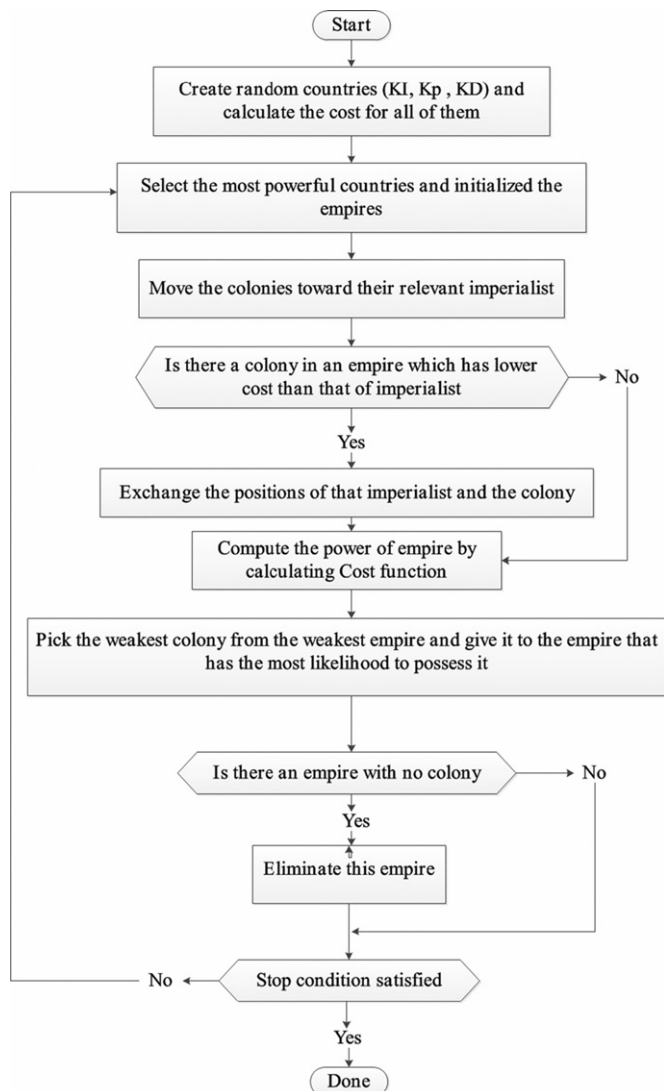 Start
Create random countries (KI, Kp , KD) and
calculate the cost for all of them
Select the most powerful countries and initialized the
empires
Move the colonies toward their relevant imperialist
Is there a colony in an empire which has lower
cost than that of imperialist
No
Yes
Exchange the positions of that imperialist and the colony
Compute the power of empire by
calculating Cost function
Pick the weakest colony from the weakest empire and give it to the empire that
has the most likelihood to possess it
Is there an empire with no colony
No
Yes
Eliminate this empire
Stop condition satisfied
No
Yes
Done